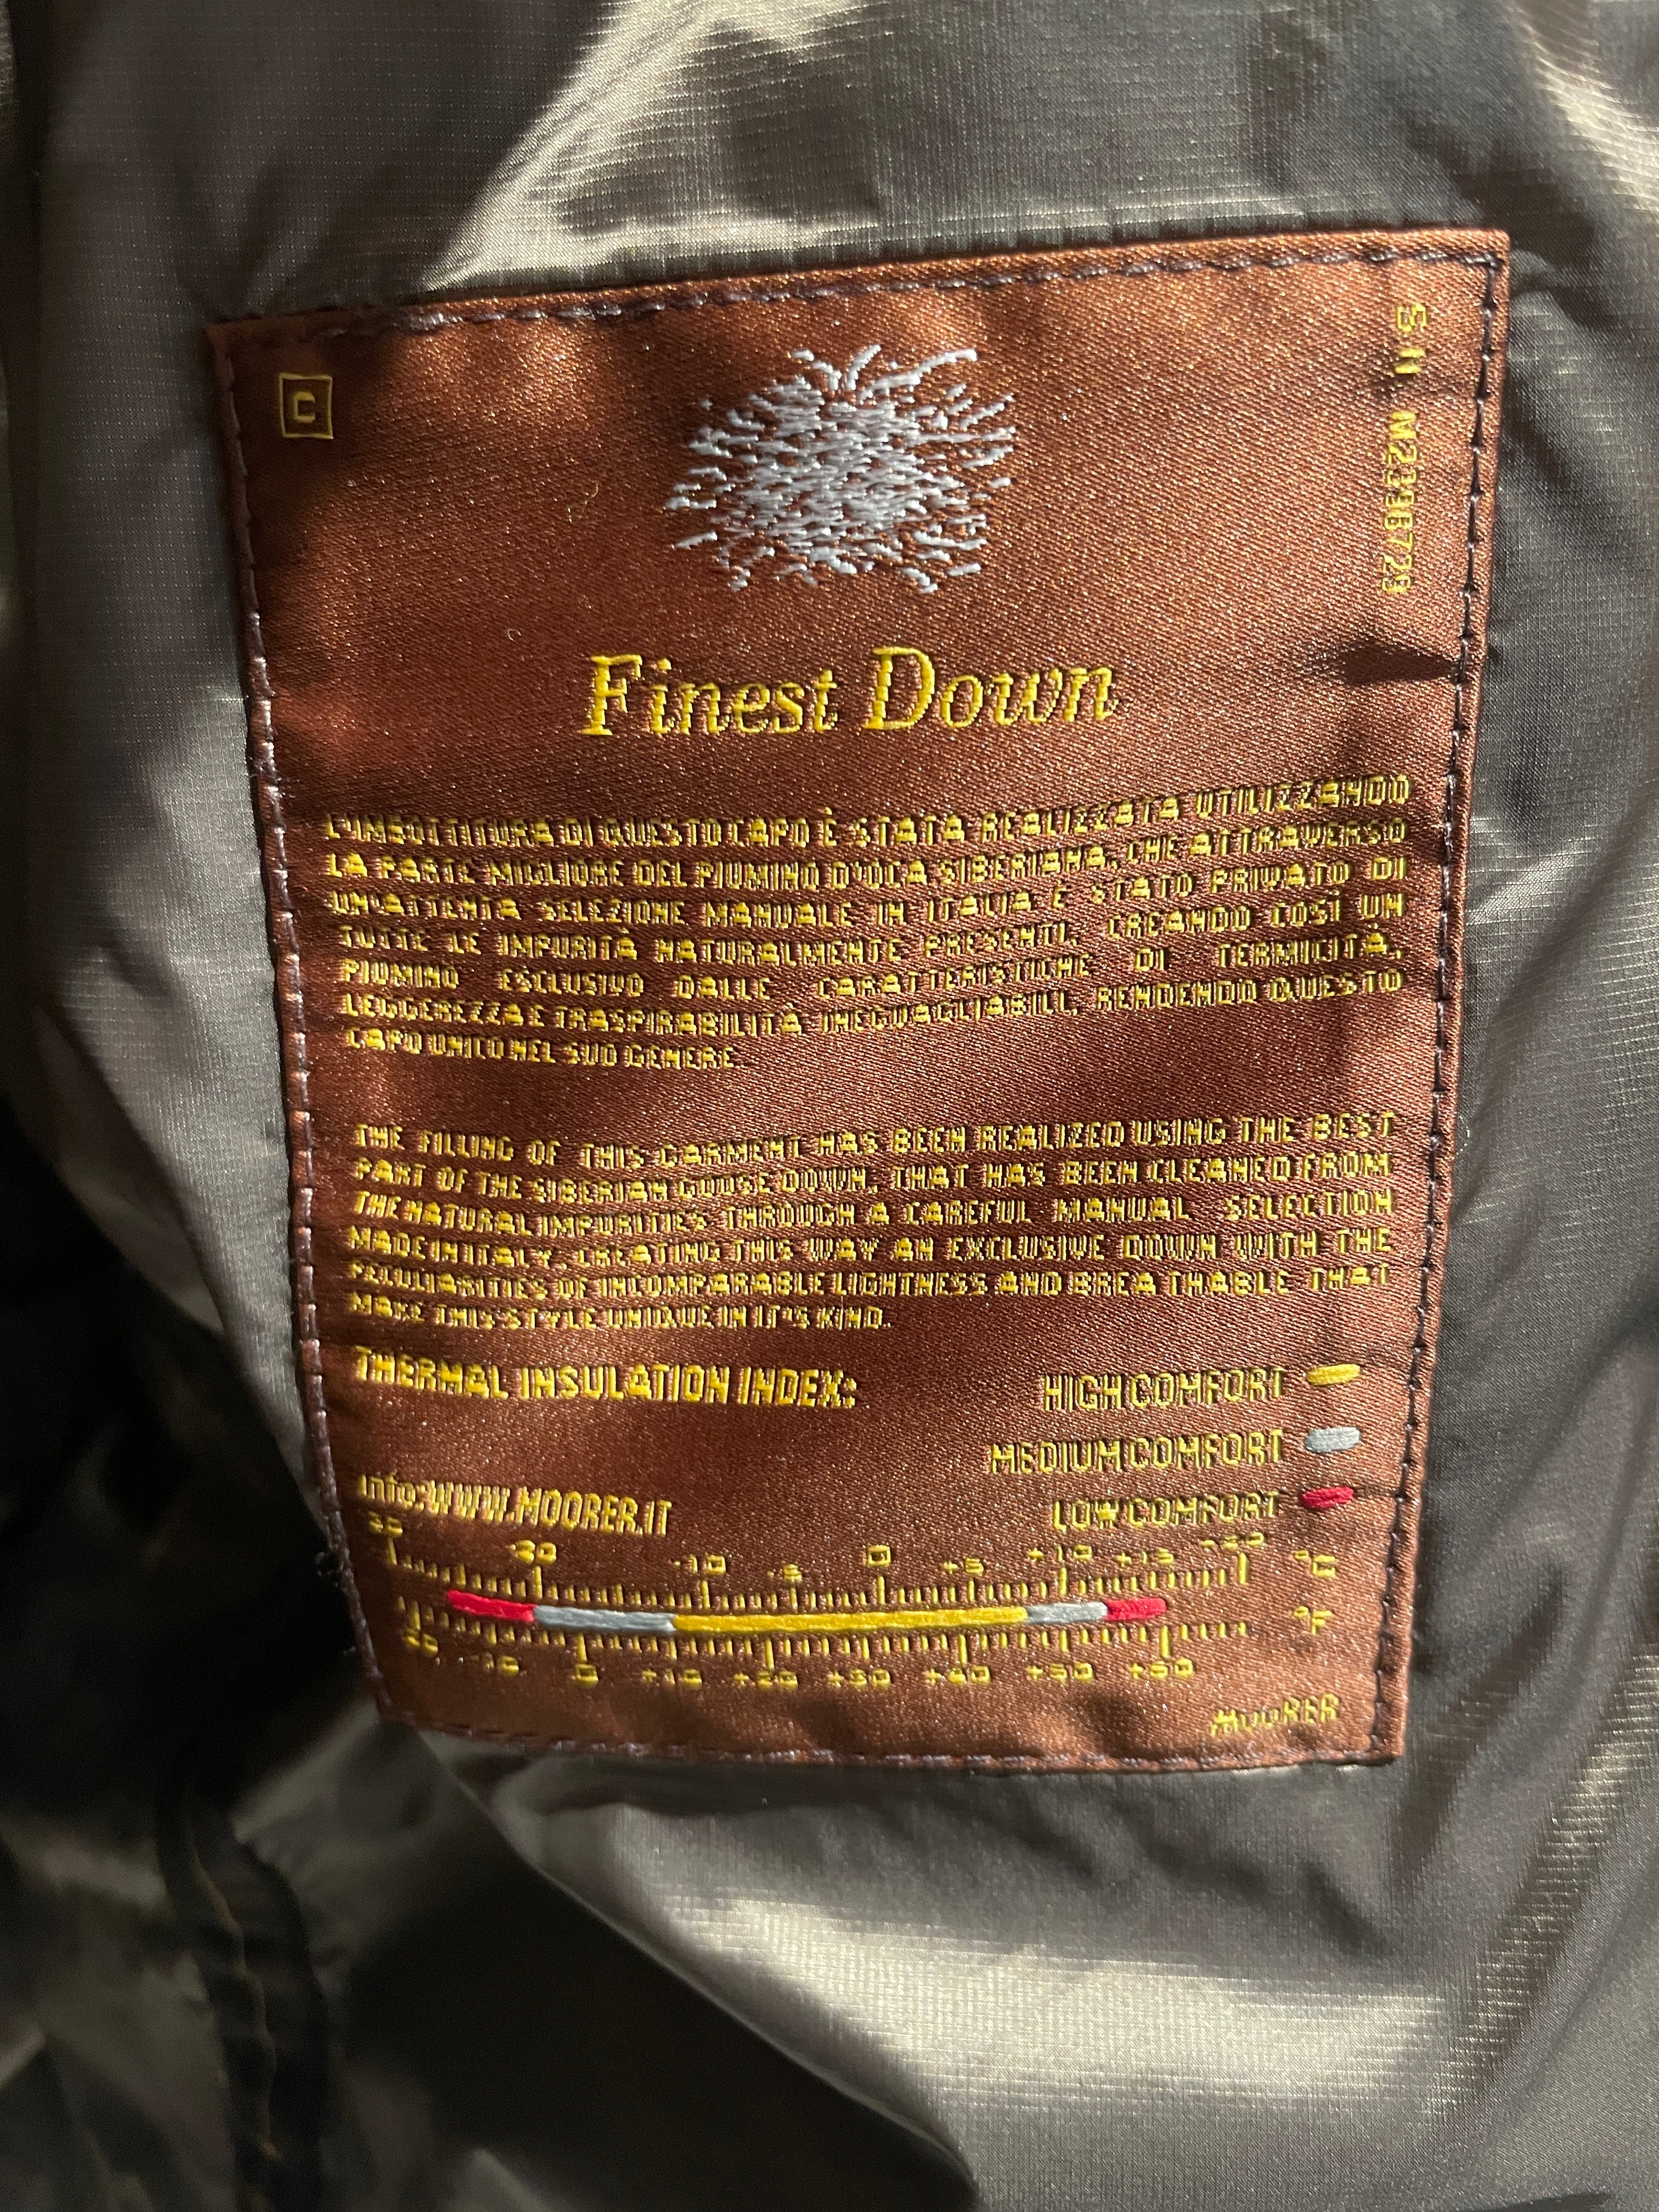 C
S.N. M2396729
Finest Down
L'IMBOTTITURA DI QUESTO CAPO È STATA REALIZZATA UTILIZZANDO
LA PARTE MIGLIORE DEL PIUMINO D'OCA SIBERIANA, CHE ATTRAVERSO
UN'ATTENTA SELEZIONE MANUALE IN ITALIA È STATO PRIVATO DI
TUTTE LE IMPURITÀ NATURALMENTE PRESENTI, CREANDO COSÌ UN
PIUMINO ESCLUSIVO DALLE CARATTERISTICHE DI TERMICITÀ,
LEGGEREZZA E TRASPIRABILITÀ INEGUAGLIABILI, RENDENDO QUESTO
CAPO UNICO NEL SUO GENERE.
THE FILLING OF THIS GARMENT HAS BEEN REALIZED USING THE BEST
PART OF THE SIBERIAN GOOSE DOWN, THAT HAS BEEN CLEANED FROM
THE NATURAL IMPURITIES THROUGH A CAREFUL MANUAL SELECTION
MADE IN ITALY, CREATING THIS WAY AN EXCLUSIVE DOWN WITH THE
PECULIARITIES OF INCOMPARABLE LIGHTNESS AND BREATHABLE THAT
MAKE THIS STYLE UNIQUE IN IT'S KIND.
THERMAL INSULATION INDEX: HIGH COMFORT
MEDIUM COMFORT
info: WWW.MOORER.IT LOW COMFORT
-10 -5 0 +5 +10 +15 +20 °C
-10 0 +10 +20 +30 +40 +50 +60 °F
MOORER